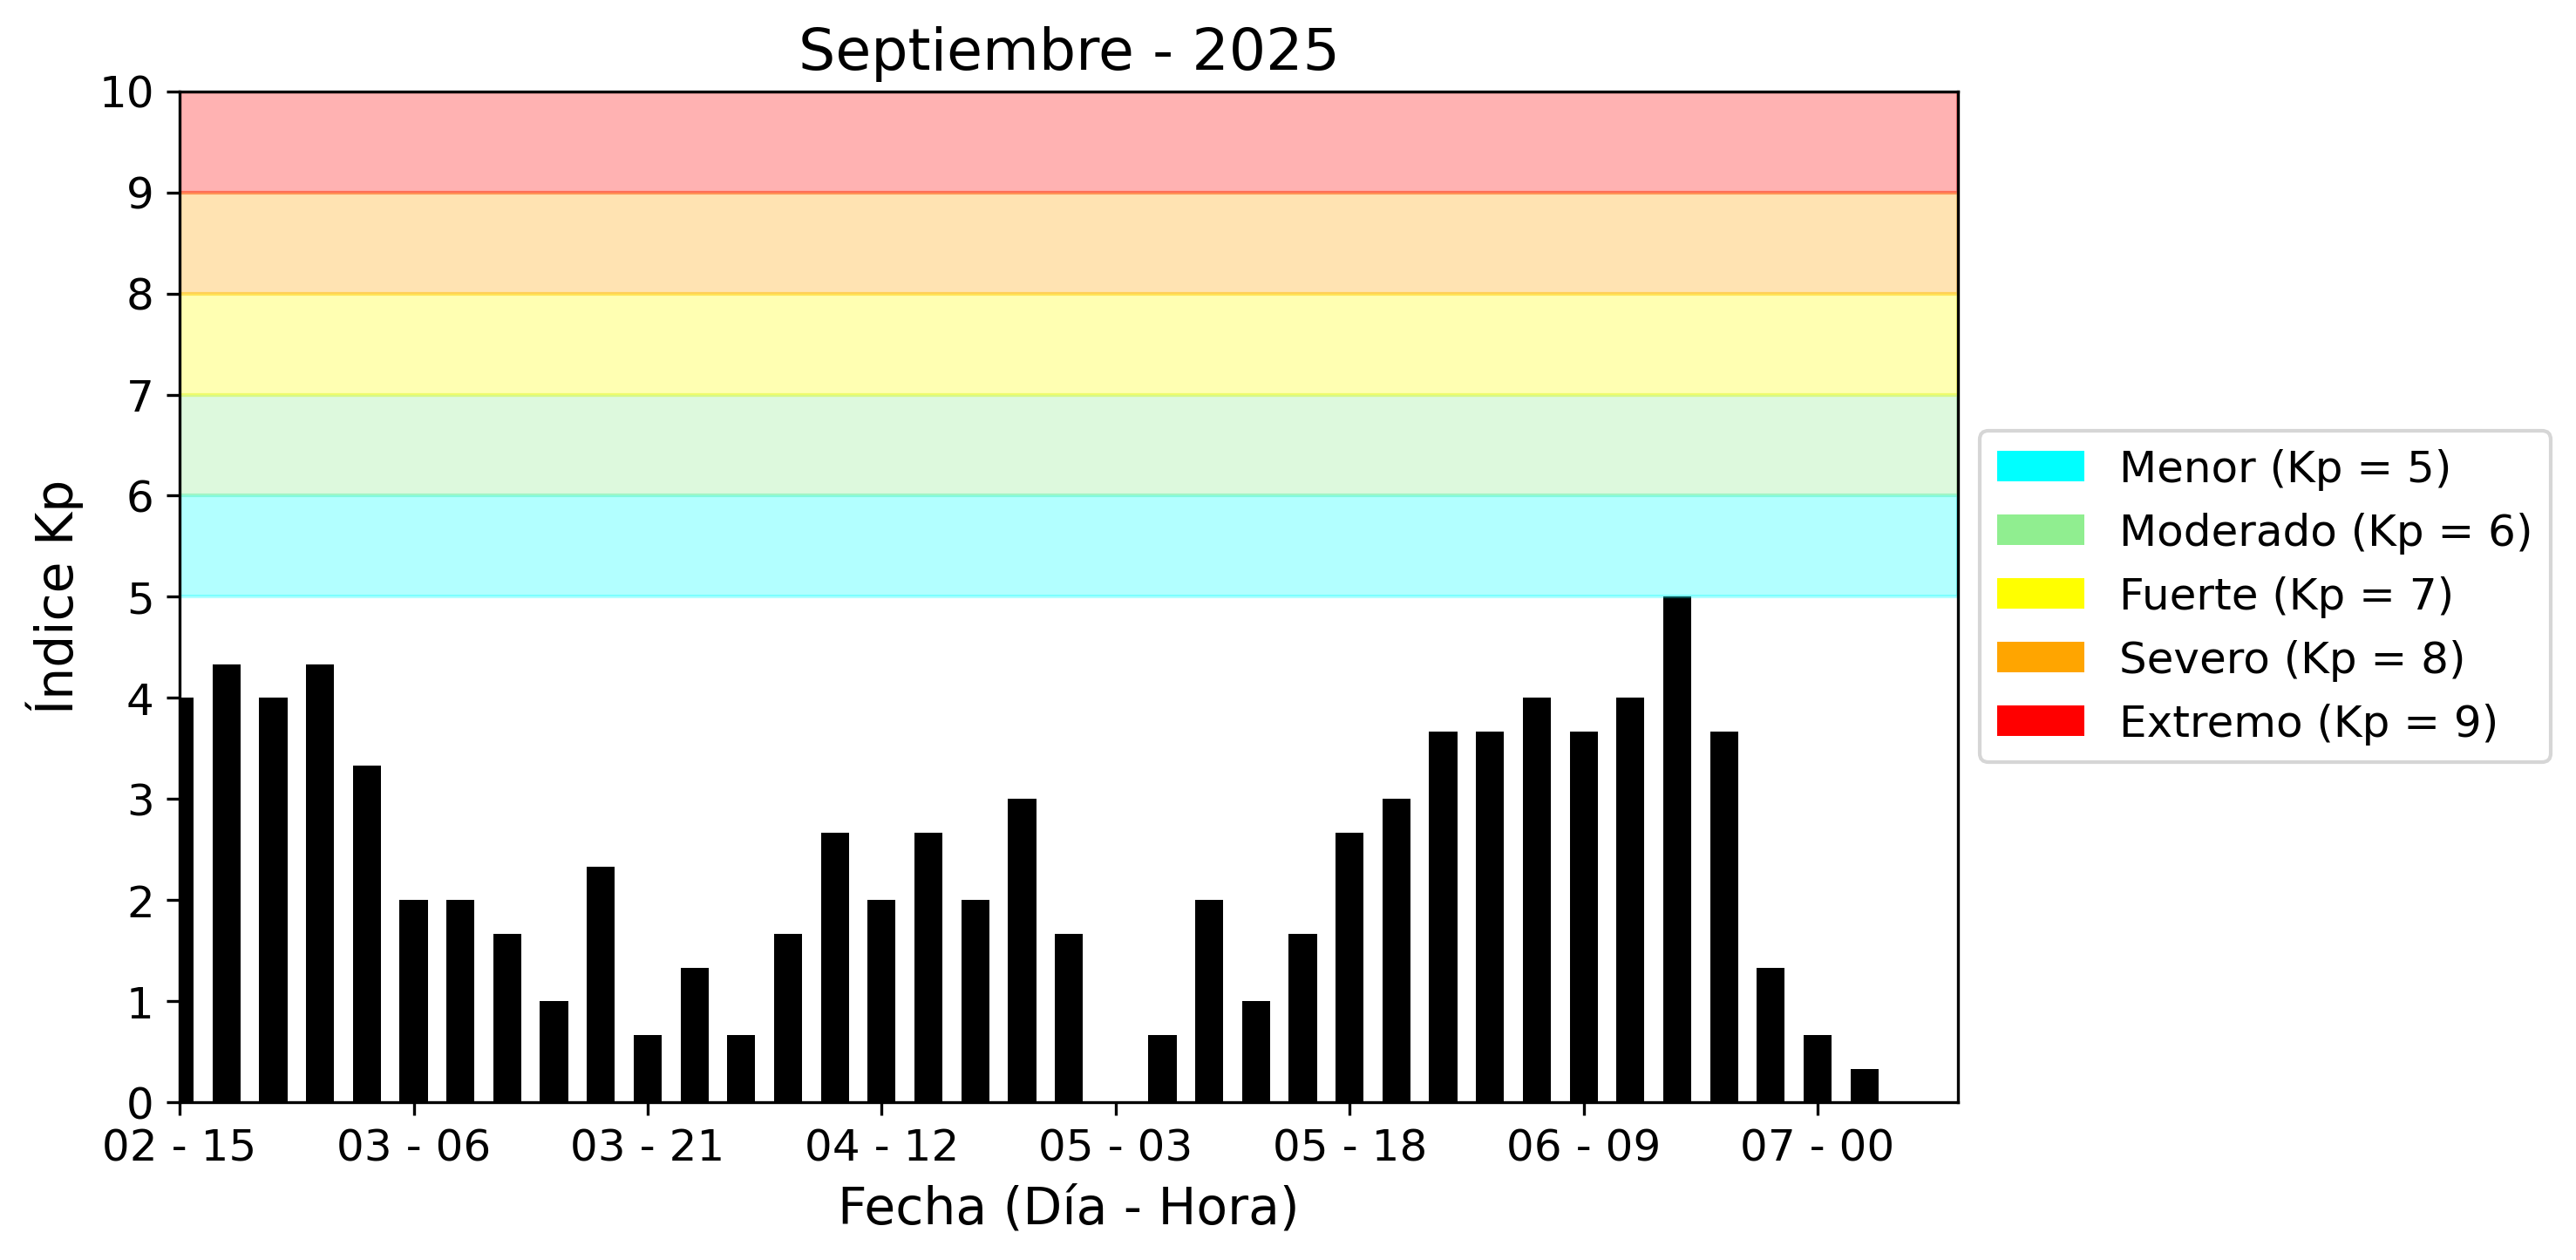 Septiembre - 2025
10
9
8
7
6
5
4
3
2
1
0
Índice Kp
02 - 15
03 - 06
03 - 21
04 - 12
05 - 03
05 - 18
06 - 09
07 - 00
Fecha (Día - Hora)
Menor (Kp = 5)
Moderado (Kp = 6)
Fuerte (Kp = 7)
Severo (Kp = 8)
Extremo (Kp = 9)